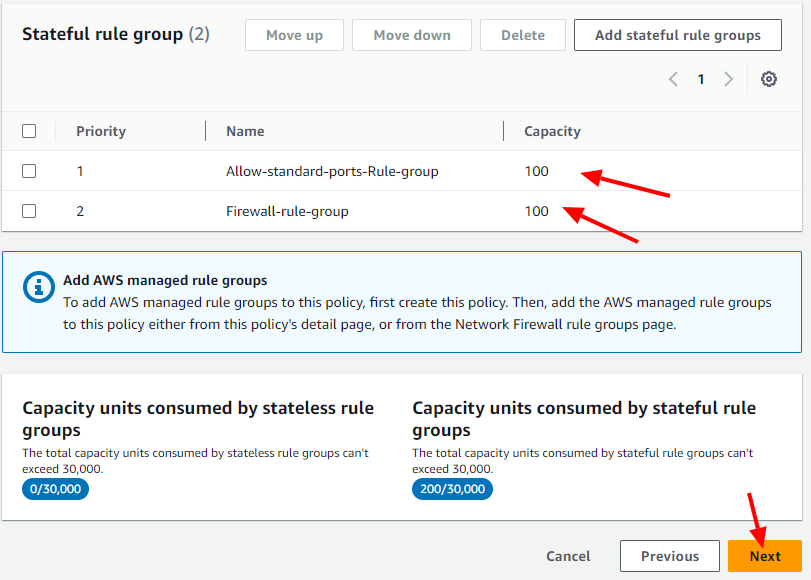 Stateful rule group (2)
Move up
Move down
Delete
Add stateful rule groups
1
Priority
Name
Capacity
1
Allow-standard-ports-Rule-group
100
2
Firewall-rule-group
100
Add AWS managed rule groups
To add AWS managed rule groups to this policy, first create this policy. Then, add the AWS managed rule groups
to this policy either from this policy's detail page, or from the Network Firewall rule groups page.
Capacity units consumed by stateless rule
groups
The total capacity units consumed by stateless rule groups can't
exceed 30,000.
0/30,000
Capacity units consumed by stateful rule
groups
The total capacity units consumed by stateful rule groups can't
exceed 30,000.
200/30,000
Cancel
Previous
Next